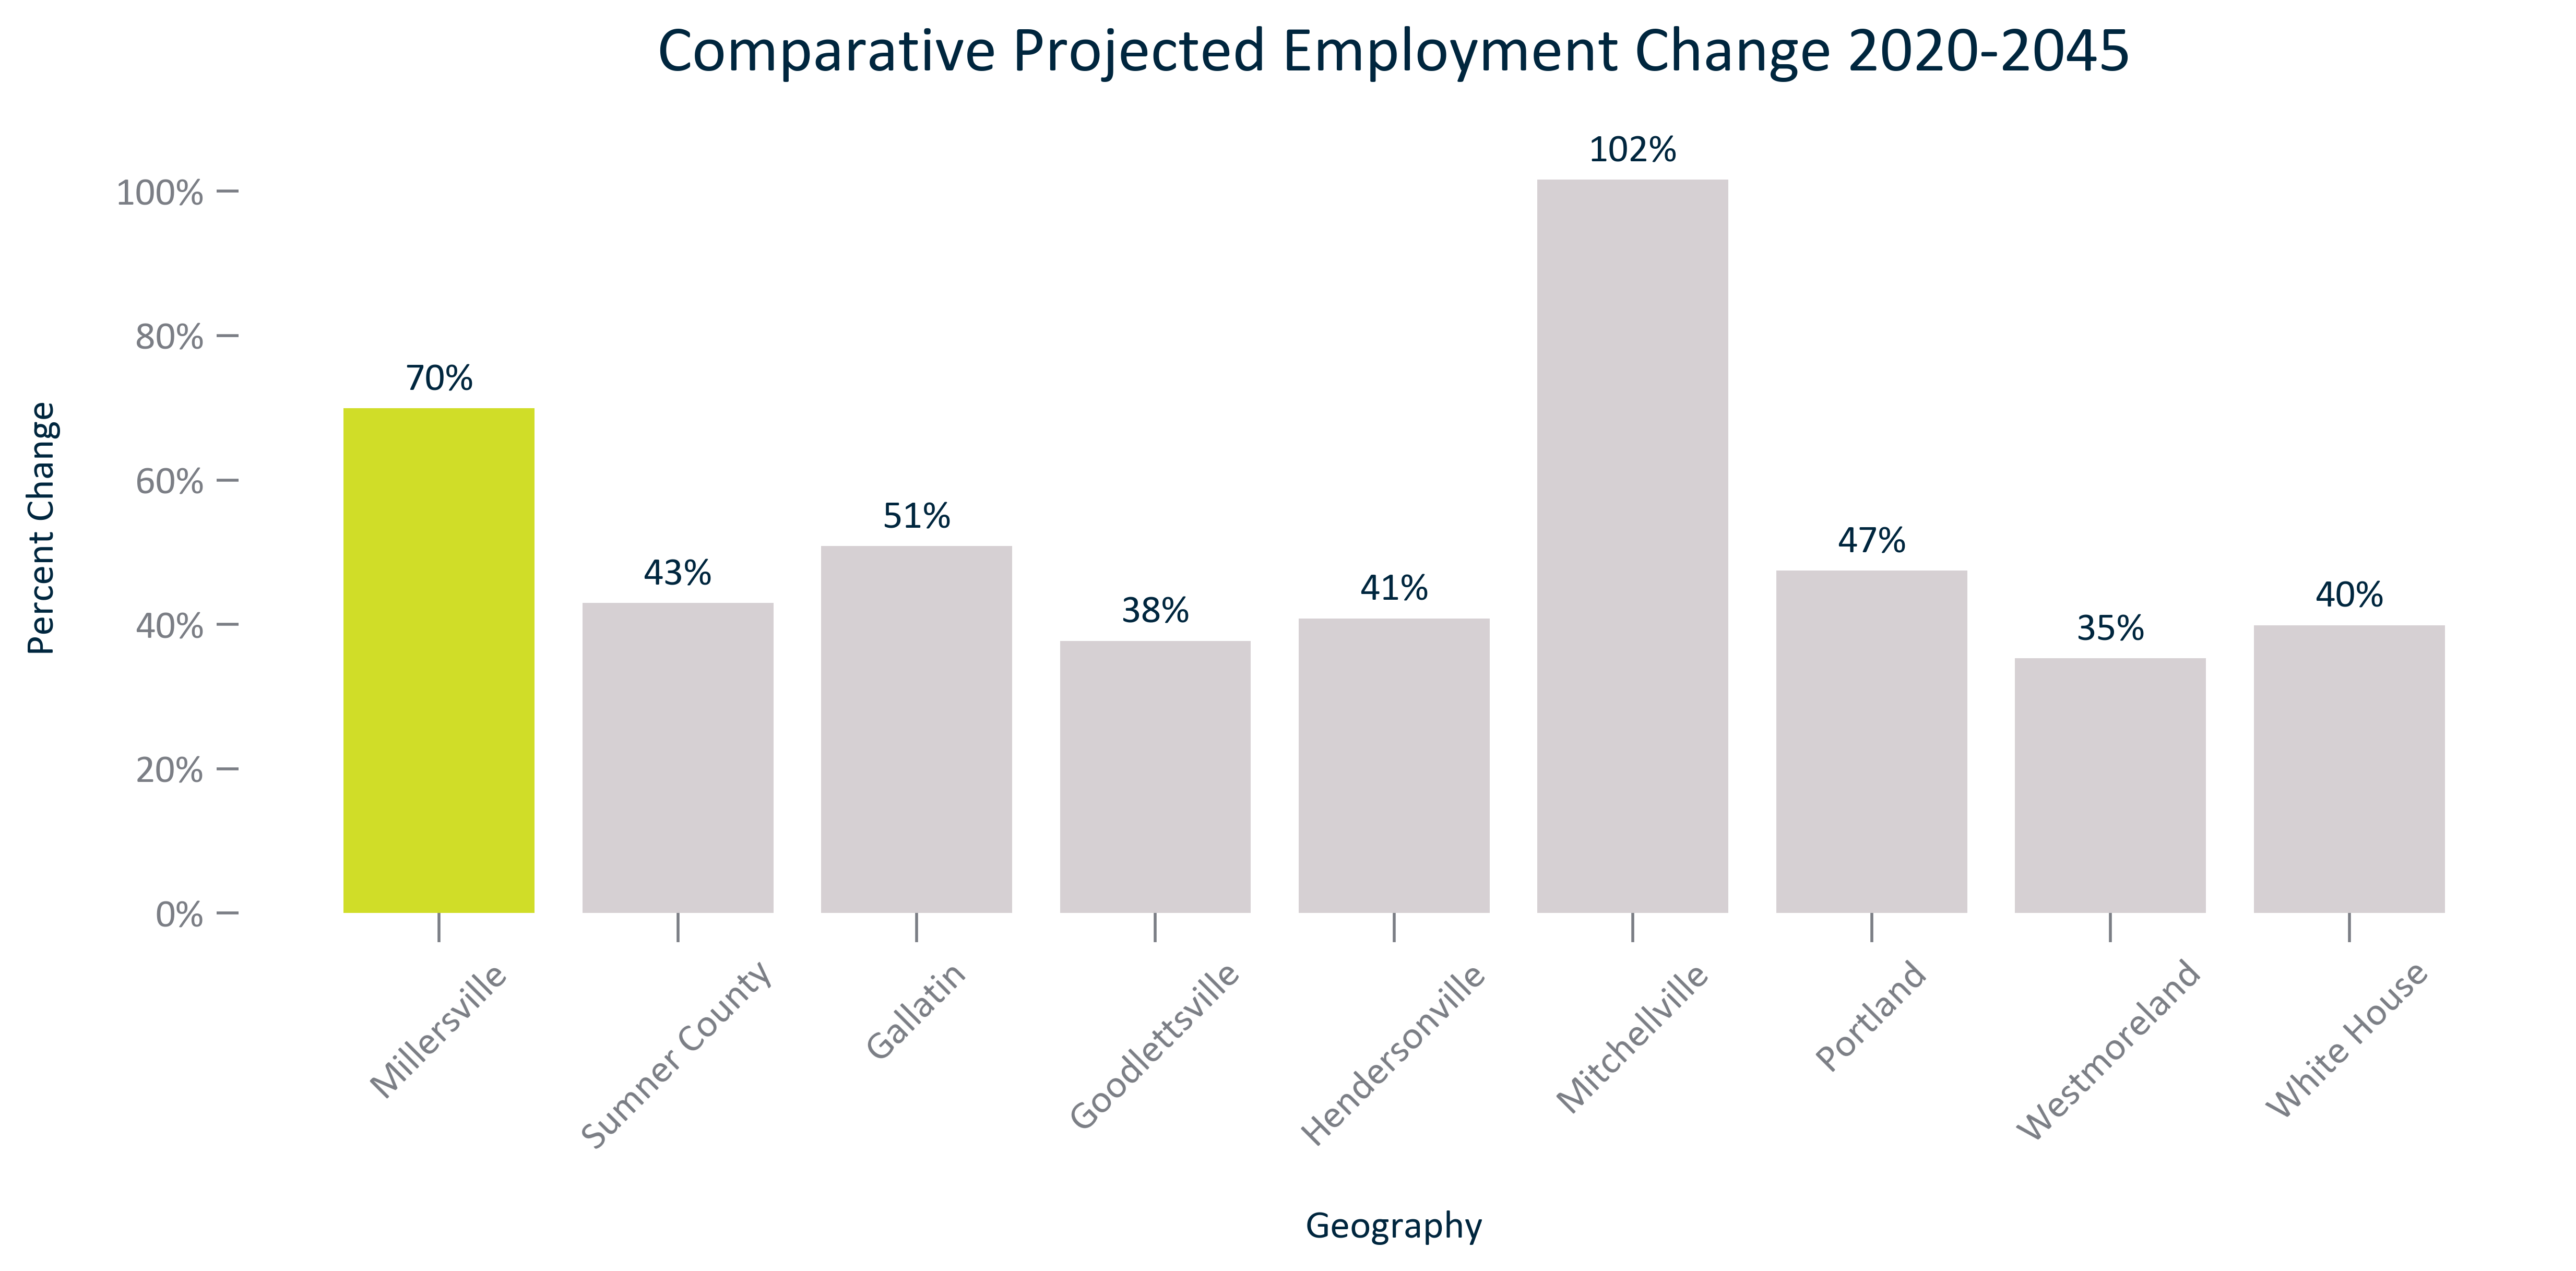 Comparative Projected Employment Change 2020-2045
Percent Change
100%
80%
60%
40%
20%
0%
70%
43%
51%
38%
41%
102%
47%
35%
40%
Millersville
Sumner County
Gallatin
Goodlettsville
Hendersonville
Mitchellville
Portland
Westmoreland
White House
Geography